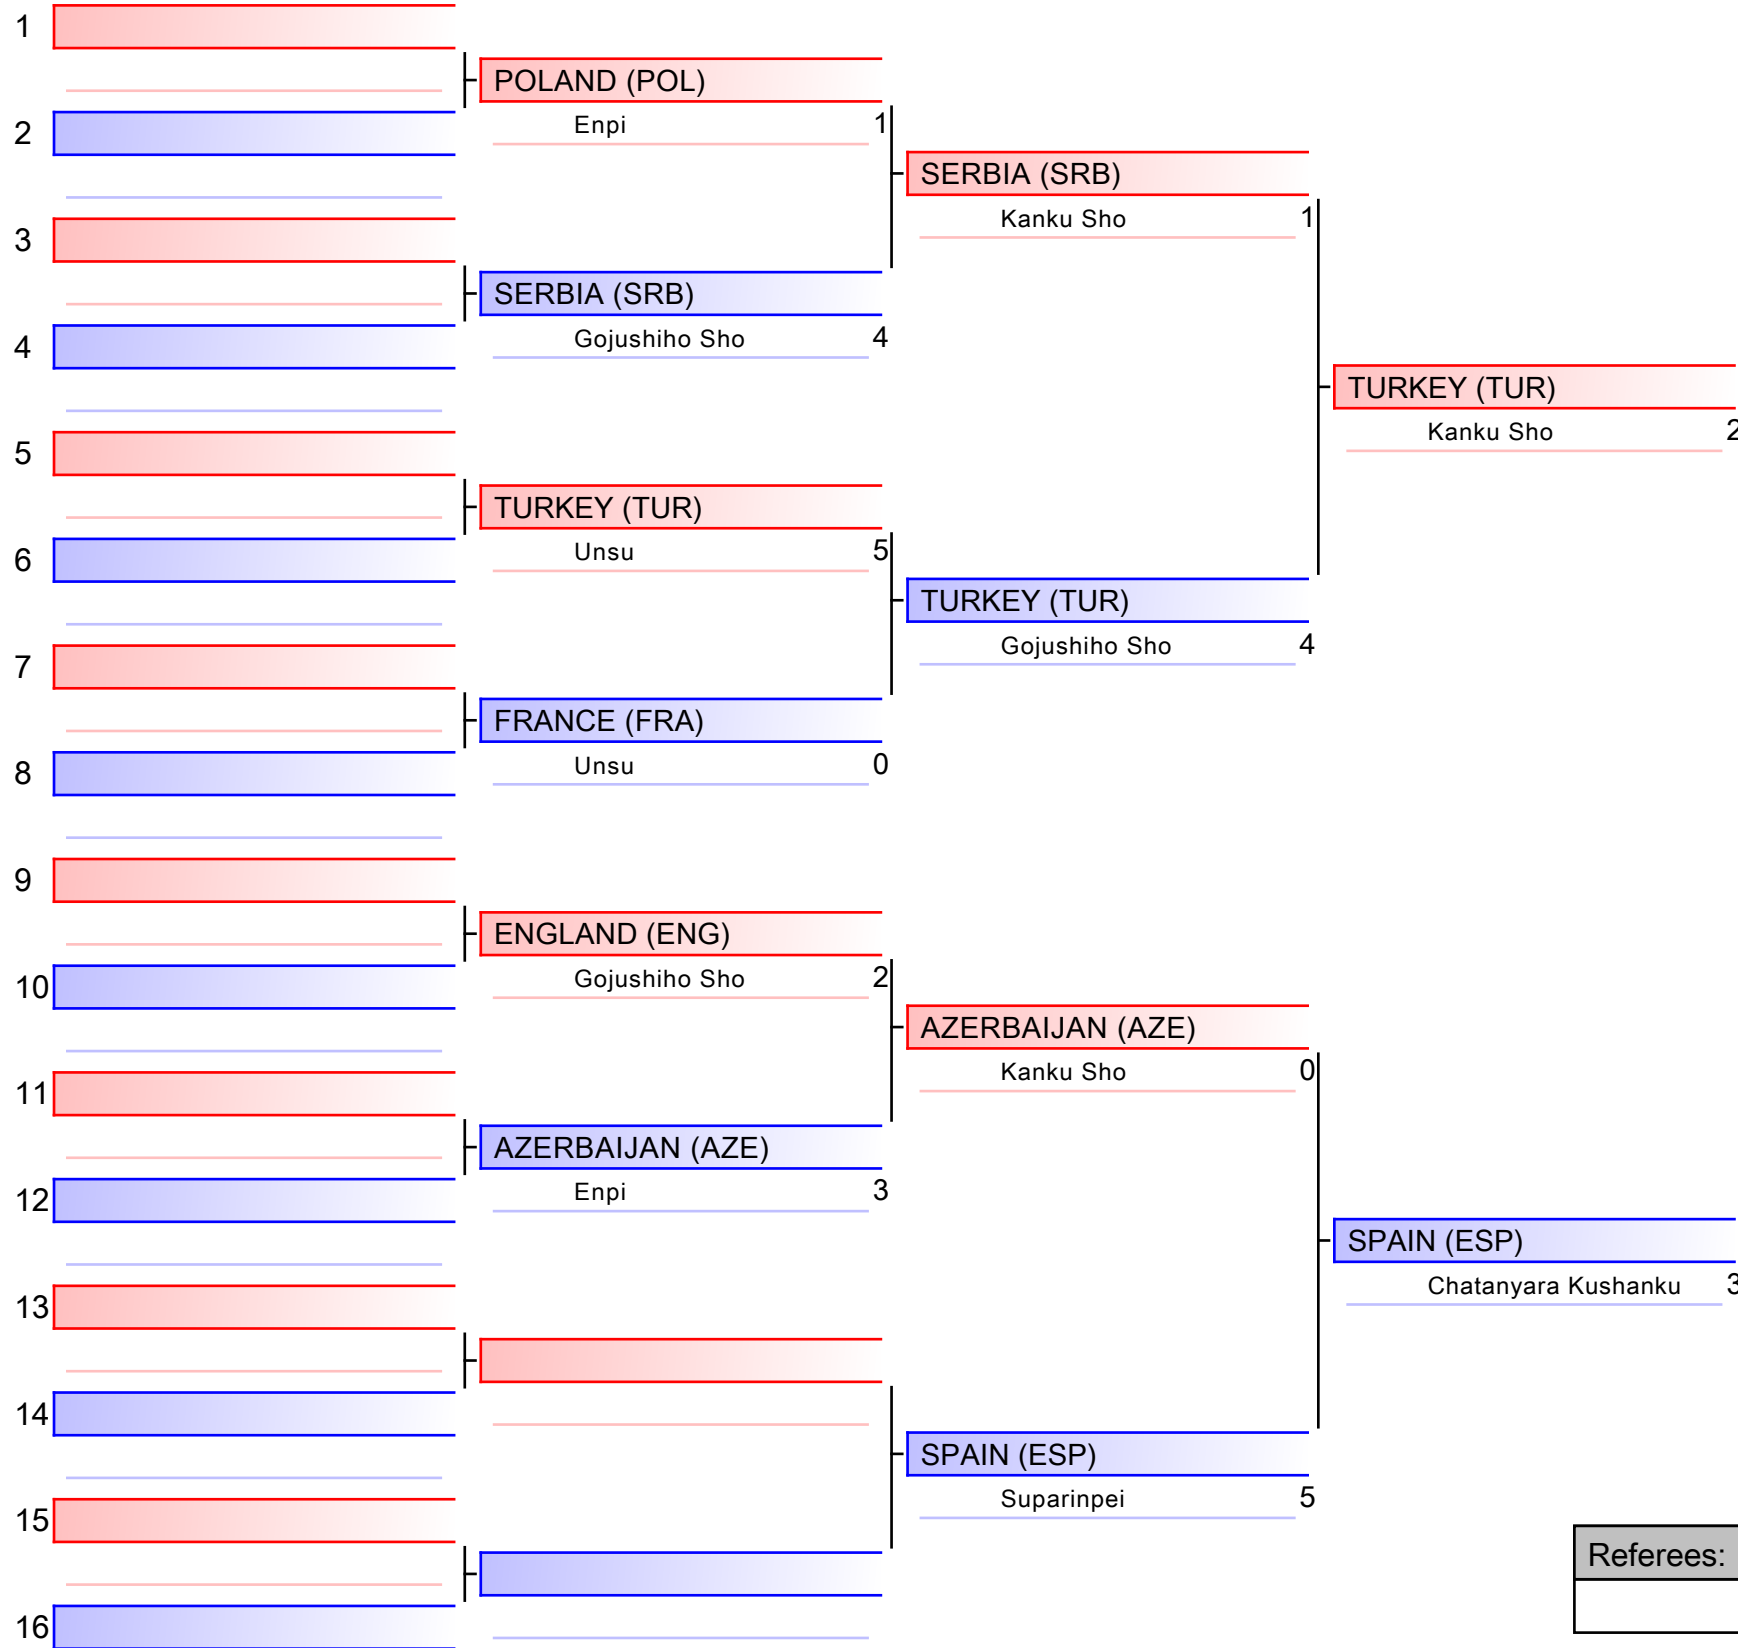 1
POLAND (POL)
Enpi 1
2
SERBIA (SRB)
Kanku Sho 1
3
SERBIA (SRB)
Gojushiho Sho 4
4
TURKEY (TUR)
Kanku Sho 2
5
TURKEY (TUR)
Unsu 5
6
TURKEY (TUR)
Gojushiho Sho 4
7
FRANCE (FRA)
Unsu 0
8
9
ENGLAND (ENG)
Gojushiho Sho 2
10
AZERBAIJAN (AZE)
Kanku Sho 0
11
AZERBAIJAN (AZE)
Enpi 3
12
SPAIN (ESP)
Chatanyara Kushanku 3
13
14
SPAIN (ESP)
Suparinpei 5
15
Referees:
16